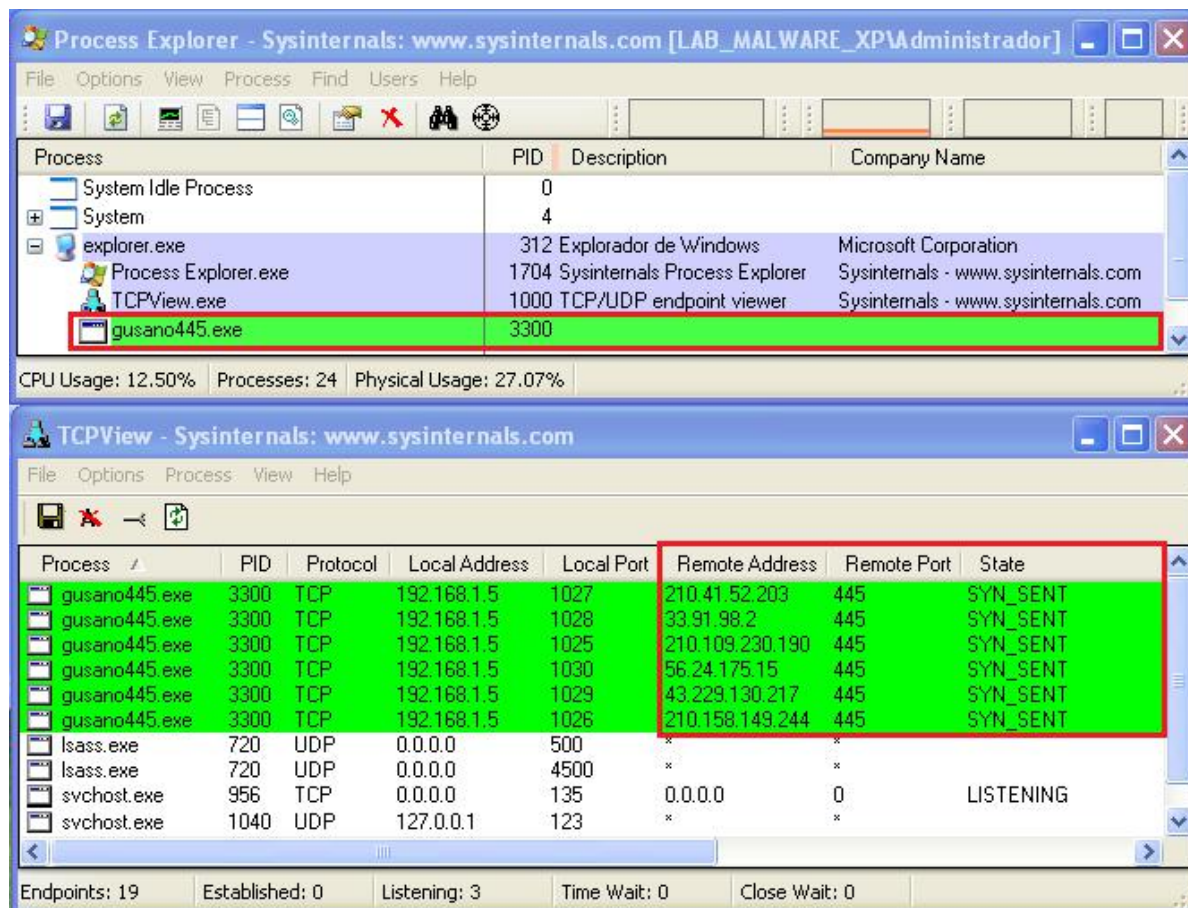 Process Explorer - Sysinternals: www.sysinternals.com [LAB_MALWARE_XP\Administrador]
File Options View Process Find Users Help
Process PID Description Company Name
System Idle Process 0
System 4
explorer.exe 312 Explorador de Windows Microsoft Corporation
Process Explorer.exe 1704 Sysinternals Process Explorer Sysinternals - www.sysinternals.com
TCPView.exe 1000 TCP/UDP endpoint viewer Sysinternals - www.sysinternals.com
gusano445.exe 3300
CPU Usage: 12.50% Processes: 24 Physical Usage: 27.07%
TCPView - Sysinternals: www.sysinternals.com
File Options Process View Help
Process / PID Protocol Local Address Local Port Remote Address Remote Port State
gusano445.exe 3300 TCP 192.168.1.5 1027 210.41.52.203 445 SYN_SENT
gusano445.exe 3300 TCP 192.168.1.5 1028 33.91.98.2 445 SYN_SENT
gusano445.exe 3300 TCP 192.168.1.5 1025 210.109.230.190 445 SYN_SENT
gusano445.exe 3300 TCP 192.168.1.5 1030 56.24.175.15 445 SYN_SENT
gusano445.exe 3300 TCP 192.168.1.5 1029 43.229.130.217 445 SYN_SENT
gusano445.exe 3300 TCP 192.168.1.5 1026 210.158.149.244 445 SYN_SENT
lsass.exe 720 UDP 0.0.0.0 500 * *
lsass.exe 720 UDP 0.0.0.0 4500 * *
svchost.exe 956 TCP 0.0.0.0 135 0.0.0.0 0 LISTENING
svchost.exe 1040 UDP 127.0.0.1 123 * *
Endpoints: 19 Established: 0 Listening: 3 Time Wait: 0 Close Wait: 0